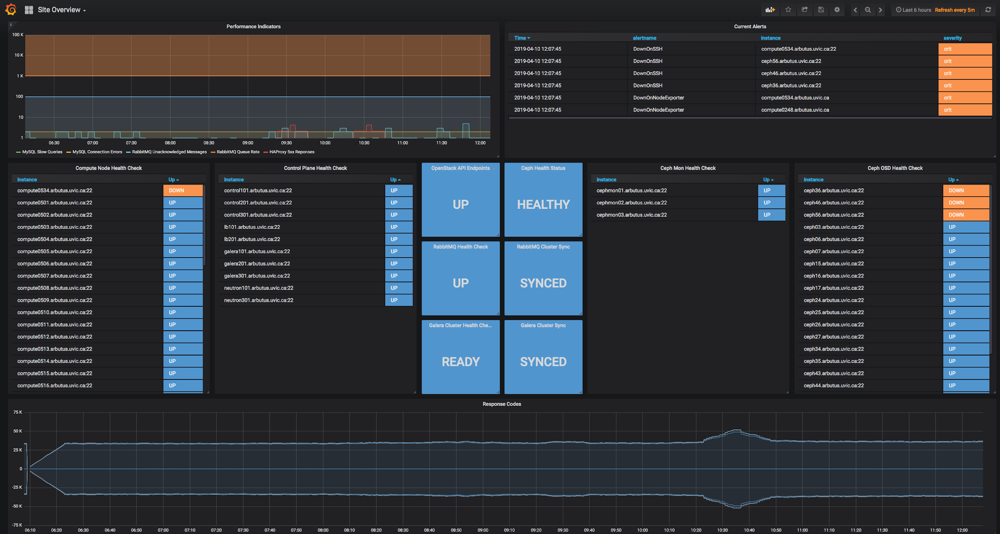 Site Overview
Last 6 hours Refresh every 5m
Performance Indicators
100 K
10 K
1 K
100
10
1
06:30 07:00 07:30 08:00 08:30 09:00 09:30 10:00 10:30 11:00 11:30 12:00
MySQL Slow Queries MySQL Connection Errors RabbitMQ Unacknowledged Messages RabbitMQ Queue Rate HAProxy 5xx Reponses
Current Alerts
Time alertname instance severity
2019-04-10 12:07:45 DownOnSSH compute0534.arbutus.uvic.ca:22 crit
2019-04-10 12:07:45 DownOnSSH ceph56.arbutus.uvic.ca:22 crit
2019-04-10 12:07:45 DownOnSSH ceph46.arbutus.uvic.ca:22 crit
2019-04-10 12:07:45 DownOnSSH ceph36.arbutus.uvic.ca:22 crit
2019-04-10 12:07:45 DownOnNodeExporter compute0534.arbutus.uvic.ca crit
2019-04-10 12:07:45 DownOnNodeExporter compute0248.arbutus.uvic.ca crit
Compute Node Health Check
instance Up
compute0534.arbutus.uvic.ca:22 DOWN
compute0501.arbutus.uvic.ca:22 UP
compute0502.arbutus.uvic.ca:22 UP
compute0503.arbutus.uvic.ca:22 UP
compute0504.arbutus.uvic.ca:22 UP
compute0505.arbutus.uvic.ca:22 UP
compute0506.arbutus.uvic.ca:22 UP
compute0507.arbutus.uvic.ca:22 UP
compute0508.arbutus.uvic.ca:22 UP
compute0509.arbutus.uvic.ca:22 UP
compute0510.arbutus.uvic.ca:22 UP
compute0511.arbutus.uvic.ca:22 UP
compute0512.arbutus.uvic.ca:22 UP
compute0513.arbutus.uvic.ca:22 UP
compute0514.arbutus.uvic.ca:22 UP
compute0515.arbutus.uvic.ca:22 UP
compute0516.arbutus.uvic.ca:22 UP
Control Plane Health Check
instance Up
control101.arbutus.uvic.ca:22 UP
control201.arbutus.uvic.ca:22 UP
control301.arbutus.uvic.ca:22 UP
lb101.arbutus.uvic.ca:22 UP
lb201.arbutus.uvic.ca:22 UP
galera101.arbutus.uvic.ca:22 UP
galera201.arbutus.uvic.ca:22 UP
galera301.arbutus.uvic.ca:22 UP
neutron101.arbutus.uvic.ca:22 UP
neutron301.arbutus.uvic.ca:22 UP
OpenStack API Endpoints
UP
Ceph Health Status
HEALTHY
RabbitMQ Health Check
UP
RabbitMQ Cluster Sync
SYNCED
Galera Cluster Health Che...
READY
Galera Cluster Sync
SYNCED
Ceph Mon Health Check
instance Up
cephmon01.arbutus.uvic.ca:22 UP
cephmon02.arbutus.uvic.ca:22 UP
cephmon03.arbutus.uvic.ca:22 UP
Ceph OSD Health Check
instance Up
ceph36.arbutus.uvic.ca:22 DOWN
ceph46.arbutus.uvic.ca:22 DOWN
ceph56.arbutus.uvic.ca:22 DOWN
ceph03.arbutus.uvic.ca:22 UP
ceph06.arbutus.uvic.ca:22 UP
ceph07.arbutus.uvic.ca:22 UP
ceph15.arbutus.uvic.ca:22 UP
ceph16.arbutus.uvic.ca:22 UP
ceph17.arbutus.uvic.ca:22 UP
ceph24.arbutus.uvic.ca:22 UP
ceph25.arbutus.uvic.ca:22 UP
ceph26.arbutus.uvic.ca:22 UP
ceph27.arbutus.uvic.ca:22 UP
ceph34.arbutus.uvic.ca:22 UP
ceph35.arbutus.uvic.ca:22 UP
ceph43.arbutus.uvic.ca:22 UP
ceph44.arbutus.uvic.ca:22 UP
Response Codes
75 K
50 K
25 K
0
-25 K
-50 K
-75 K
06:10 06:20 06:30 06:40 06:50 07:00 07:10 07:20 07:30 07:40 07:50 08:00 08:10 08:20 08:30 08:40 08:50 09:00 09:10 09:20 09:30 09:40 09:50 10:00 10:10 10:20 10:30 10:40 10:50 11:00 11:10 11:20 11:30 11:40 11:50 12:00